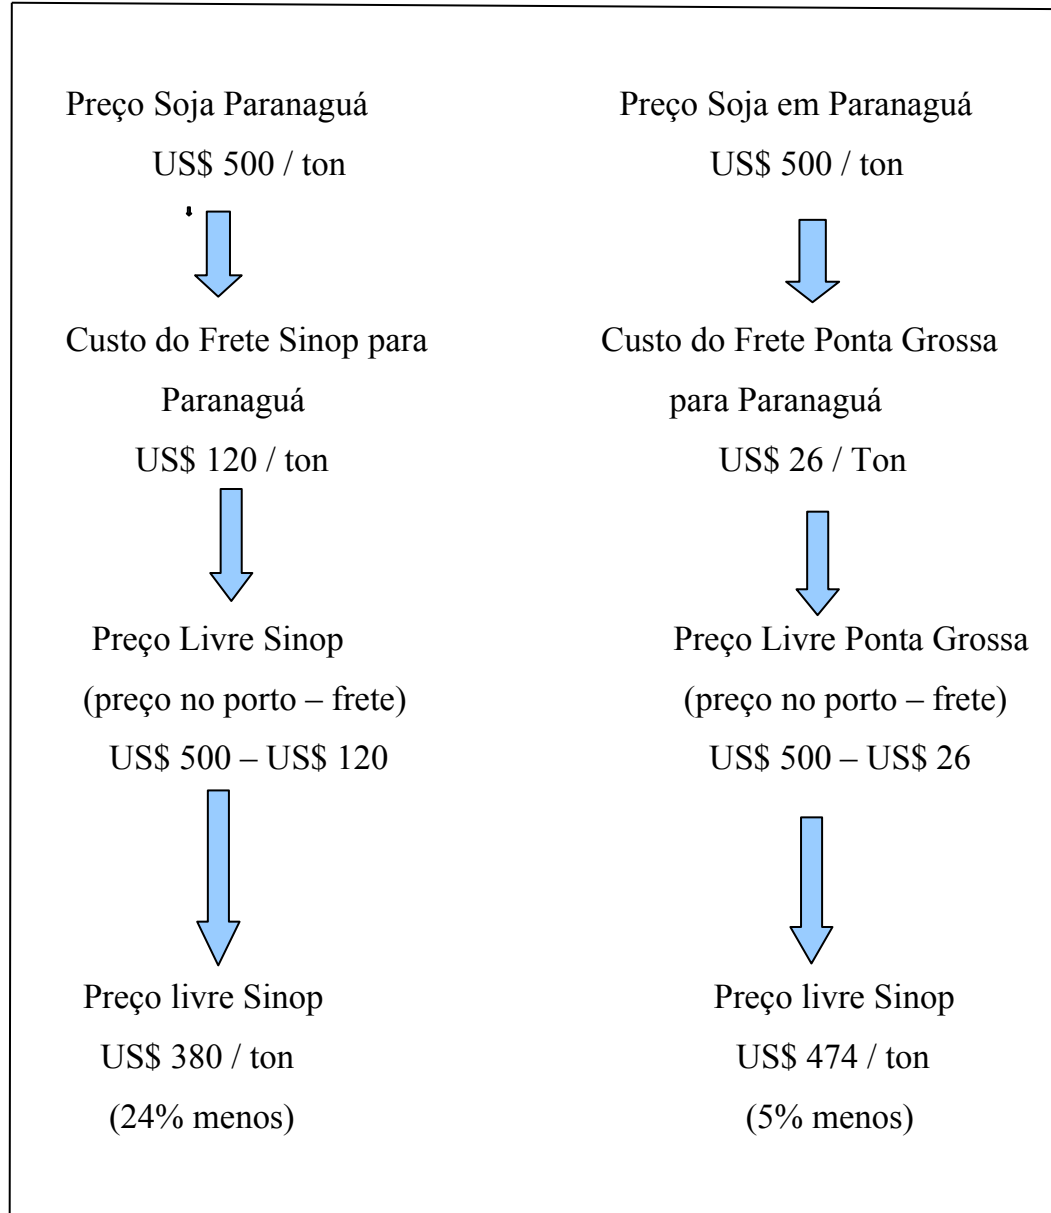 Preço Soja Paranaguá
US$ 500 / ton
Custo do Frete Sinop para
Paranaguá
US$ 120 / ton
Preço Livre Sinop
(preço no porto – frete)
US$ 500 – US$ 120
Preço livre Sinop
US$ 380 / ton
(24% menos)
Preço Soja em Paranaguá
US$ 500 / ton
Custo do Frete Ponta Grossa
para Paranaguá
US$ 26 / Ton
Preço Livre Ponta Grossa
(preço no porto – frete)
US$ 500 – US$ 26
Preço livre Sinop
US$ 474 / ton
(5% menos)